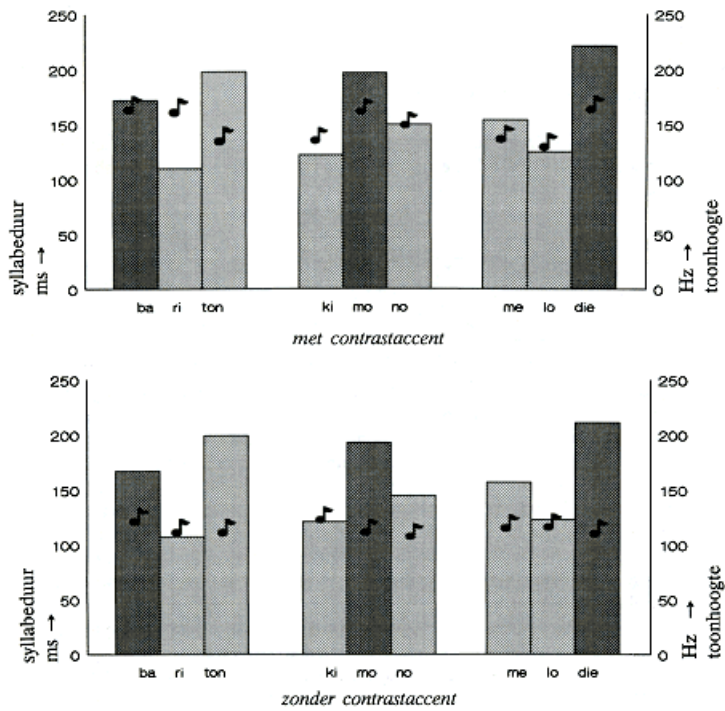 250 250
200 200
150 150
100 100
50 50
0 0
syllabeduur
ms →
Hz →
toonhoogte
ba ri ton ki mo no me lo die
met contrastaccent
250 250
200 200
150 150
100 100
50 50
0 0
syllabeduur
ms →
Hz →
toonhoogte
ba ri ton ki mo no me lo die
zonder contrastaccent